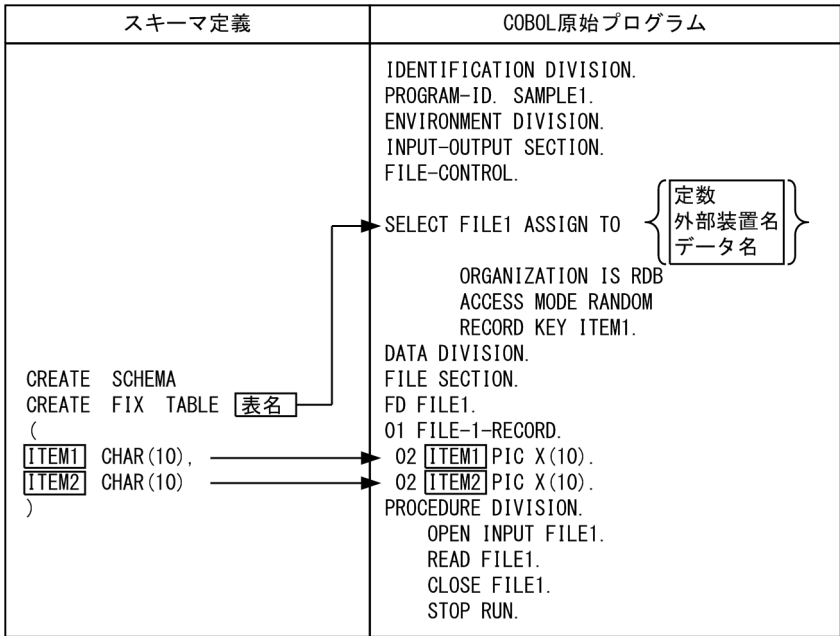 スキーマ定義
COBOL原始プログラム
CREATE SCHEMA
CREATE FIX TABLE 表名
(
ITEM1 CHAR(10),
ITEM2 CHAR(10)
)
IDENTIFICATION DIVISION.
PROGRAM-ID. SAMPLE1.
ENVIRONMENT DIVISION.
INPUT-OUTPUT SECTION.
FILE-CONTROL.
SELECT FILE1 ASSIGN TO
定数
外部装置名
データ名
ORGANIZATION IS RDB
ACCESS MODE RANDOM
RECORD KEY ITEM1.
DATA DIVISION.
FILE SECTION.
FD FILE1.
01 FILE-1-RECORD.
02 ITEM1 PIC X(10).
02 ITEM2 PIC X(10).
PROCEDURE DIVISION.
OPEN INPUT FILE1.
READ FILE1.
CLOSE FILE1.
STOP RUN.